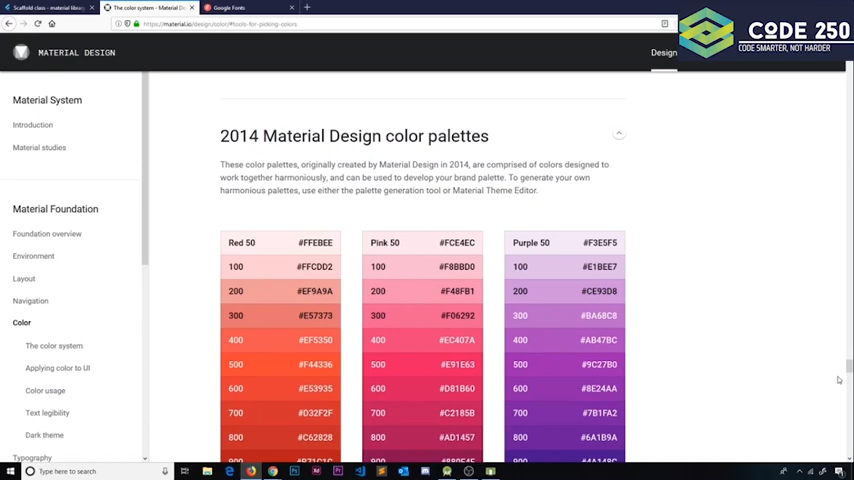 Scaffold class - material library
The color system - Material De
Google Fonts
https://material.io/design/color/#tools-for-picking-colors
CODE 250
CODE SMARTER, NOT HARDER
MATERIAL DESIGN
Design
Material System
Introduction
Material studies
Material Foundation
Foundation overview
Environment
Layout
Navigation
Color
The color system
Applying color to UI
Color usage
Text legibility
Dark theme
Typography
2014 Material Design color palettes
These color palettes, originally created by Material Design in 2014, are comprised of colors designed to
work together harmoniously, and can be used to develop your brand palette. To generate your own
harmonious palettes, use either the palette generation tool or Material Theme Editor.
Red 50 #FFEBEE Pink 50 #FCE4EC Purple 50 #F3E5F5
100 #FFCDD2 100 #F8BBD0 100 #E1BEE7
200 #EF9A9A 200 #F48FB1 200 #CE93D8
300 #E57373 300 #F06292 300 #BA68C8
400 #EF5350 400 #EC407A 400 #AB47BC
500 #F44336 500 #E91E63 500 #9C27B0
600 #E53935 600 #D81B60 600 #8E24AA
700 #D32F2F 700 #C2185B 700 #7B1FA2
800 #C62828 800 #AD1457 800 #6A1B9A
900 #B71C1C 900 #880E4F 900 #4A148C
Type here to search